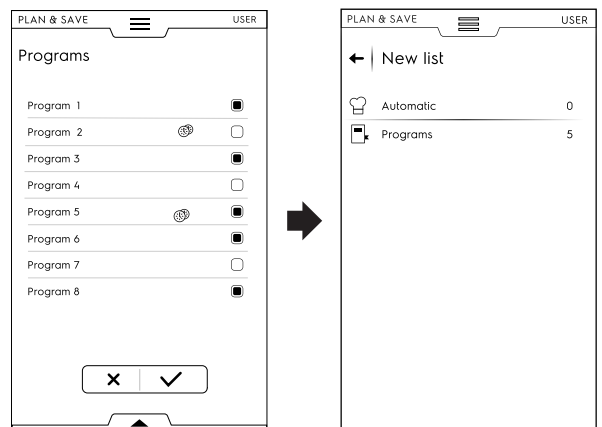 PLAN & SAVE USER
Programs
Program 1
Program 2
Program 3
Program 4
Program 5
Program 6
Program 7
Program 8
PLAN & SAVE USER
New list
Automatic 0
Programs 5